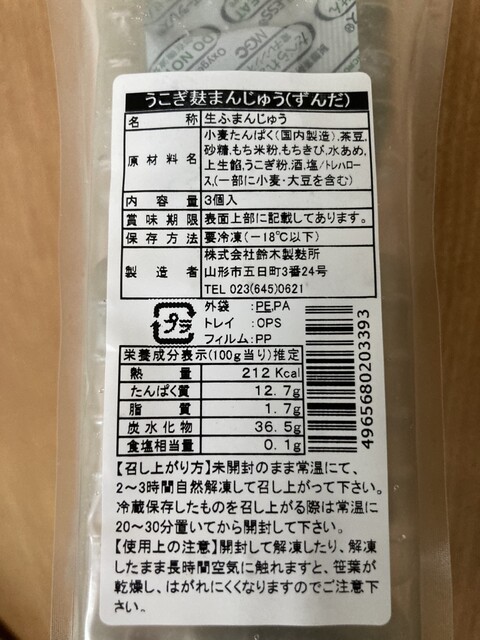 うこぎ麩まんじゅう(ずんだ)
名称 生ふまんじゅう
原材料名 小麦たんぱく(国内製造),茶豆,
砂糖,もち米粉,もちきび,水あめ,
上生餡,うこぎ粉,酒,塩/トレハロー
ス,(一部に小麦・大豆を含む)
内容量 3個入
賞味期限 表面上部に記載してあります。
保存方法 要冷凍(-18℃以下)
製造者 株式会社鈴木製麩所
山形市五日町3番24号
TEL 023(645)0621
プラ
外袋 :PE,PA
トレイ :OPS
フィルム:PP
栄養成分表示(100g当り)推定
熱量 212 Kcal
たんぱく質 12.7g
脂質 1.7g
炭水化物 36.5g
食塩相当量 0.1g
4965680203393
【召し上がり方】未開封のまま常温にて、
2~3時間自然解凍して召し上がって下さい。
冷蔵保存したものを召し上がる際は常温に
20~30分置いてから開封して下さい。
【使用上の注意】開封して解凍したり、解凍
したまま長時間空気に触れますと、笹葉が
乾燥し、はがれにくくなりますのでご注意下
さい。